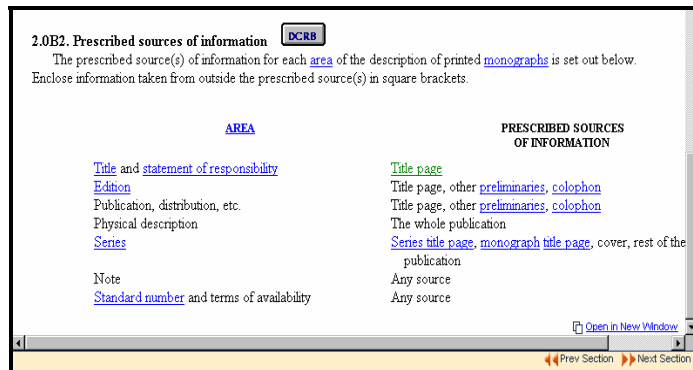 2.0B2. Prescribed sources of information DCRB
The prescribed source(s) of information for each area of the description of printed monographs is set out below.
Enclose information taken from outside the prescribed source(s) in square brackets.
AREA PRESCRIBED SOURCES
OF INFORMATION
Title and statement of responsibility Title page
Edition Title page, other preliminaries, colophon
Publication, distribution, etc. Title page, other preliminaries, colophon
Physical description The whole publication
Series Series title page, monograph title page, cover, rest of the
publication
Note Any source
Standard number and terms of availability Any source
Open in New Window
Prev Section Next Section